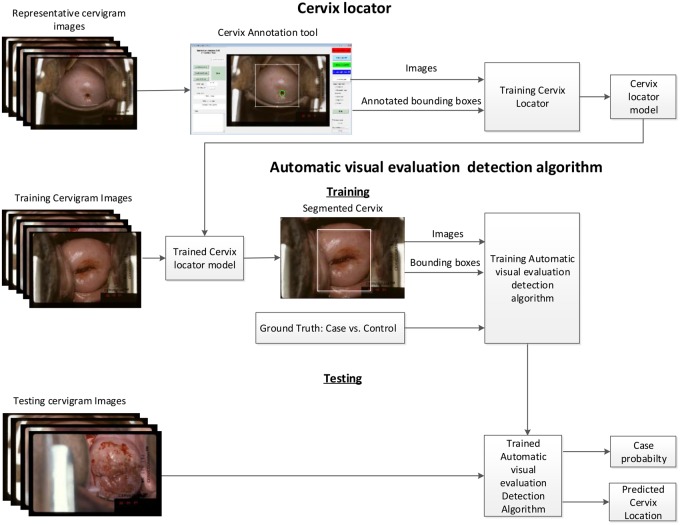 Cervix locator
Representative cervigram
images
Cervix Annotation tool
Images
Annotated bounding boxes
Training Cervix
Locator
Cervix
locator
model
Automatic visual evaluation detection algorithm
Training
Training Cervigram Images
Segmented Cervix
Trained Cervix
locator model
Images
Bounding boxes
Training Automatic
visual evaluation
detection
algorithm
Ground Truth: Case vs. Control
Testing
Testing cervigram Images
Trained
Automatic
visual
evaluation
Detection
Algorithm
Case
probabilty
Predicted
Cervix
Location